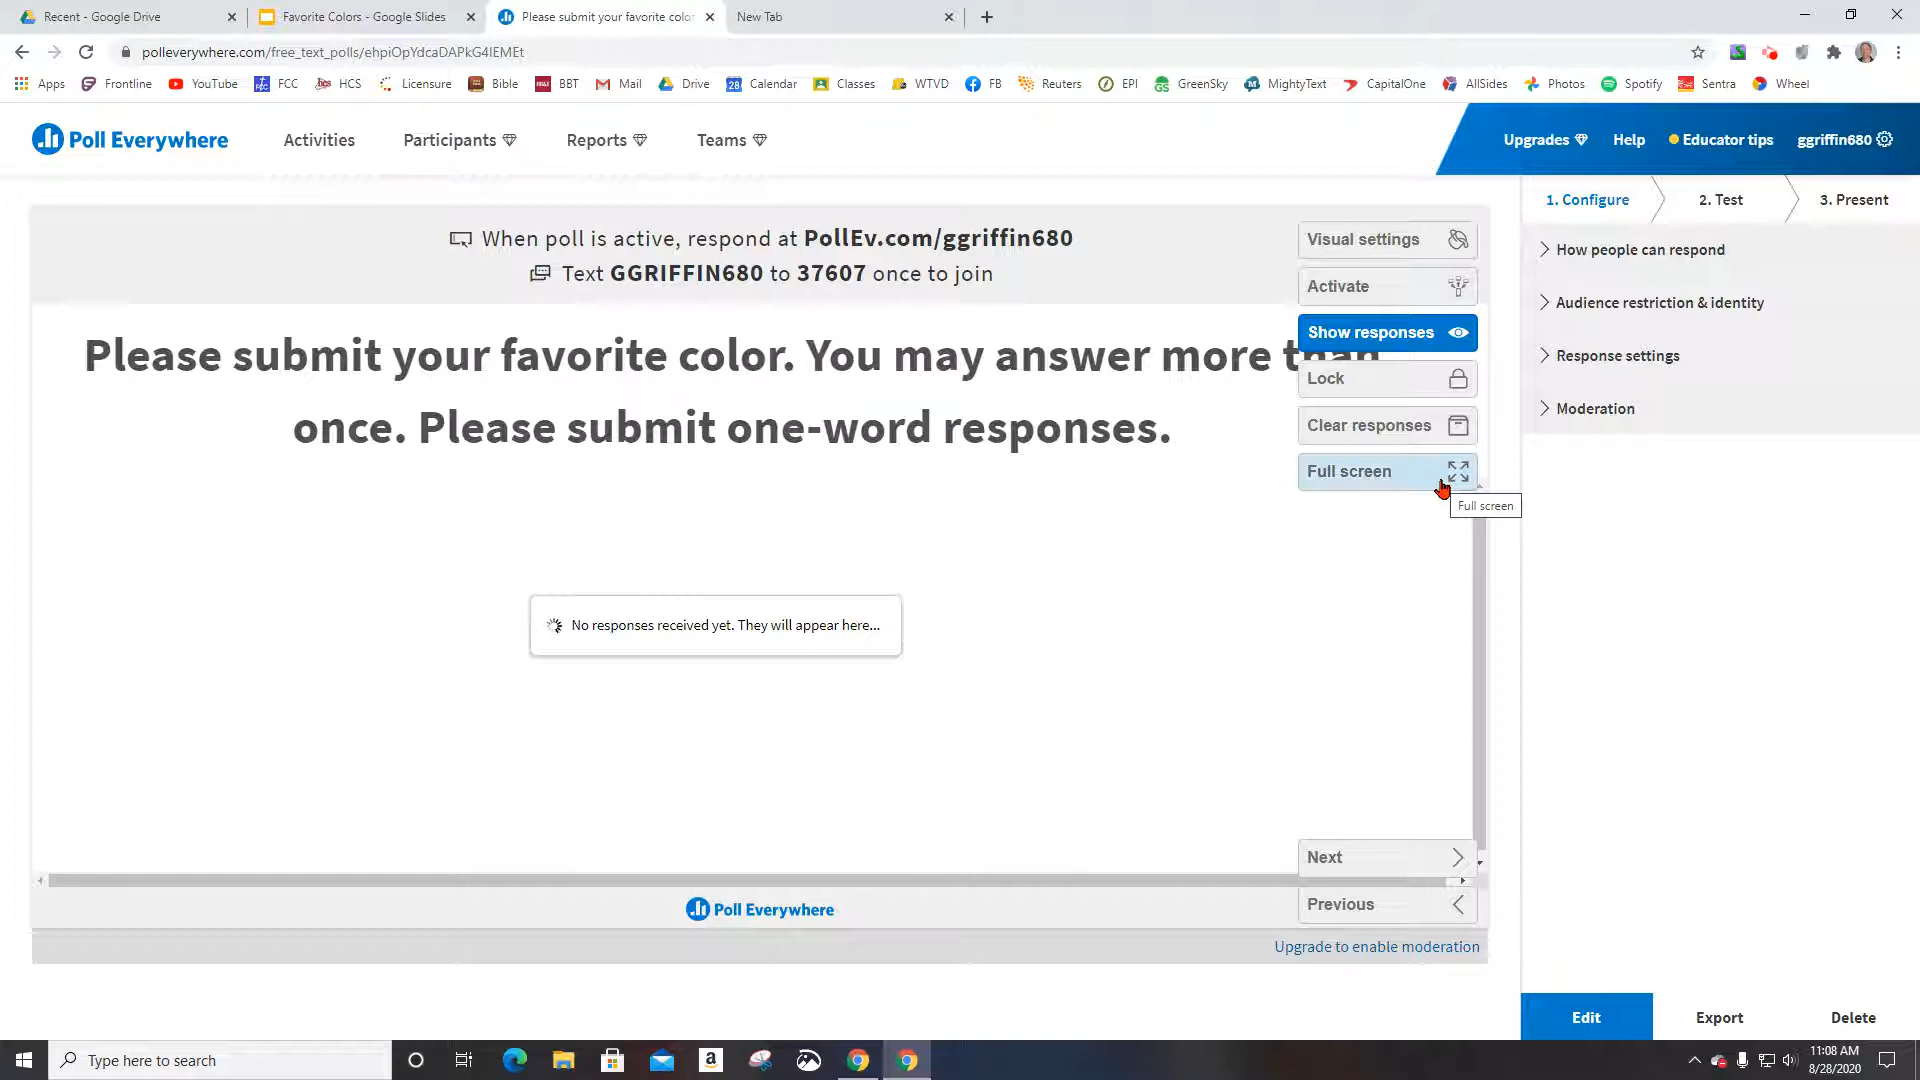 Recent - Google Drive
Favorite Colors - Google Slides
Please submit your favorite color
New Tab
polleverywhere.com/free_text_polls/ehpiOpYdcaDAPkG4lEMEt
Apps Frontline YouTube FCC HCS Licensure Bible BBT Mail Drive Calendar Classes WTVD FB Reuters EPI GreenSky MightyText CapitalOne AllSides Photos Spotify Sentra Wheel
Poll Everywhere Activities Participants Reports Teams Upgrades Help Educator tips ggriffin680
1. Configure 2. Test 3. Present
When poll is active, respond at PollEv.com/ggriffin680
Text GGRIFFIN680 to 37607 once to join
Please submit your favorite color. You may answer more than
once. Please submit one-word responses.
No responses received yet. They will appear here...
Visual settings
Activate
Show responses
Lock
Clear responses
Full screen
Full screen
Next
Previous
Poll Everywhere
Upgrade to enable moderation
How people can respond
Audience restriction & identity
Response settings
Moderation
Edit Export Delete
Type here to search
11:08 AM
8/28/2020